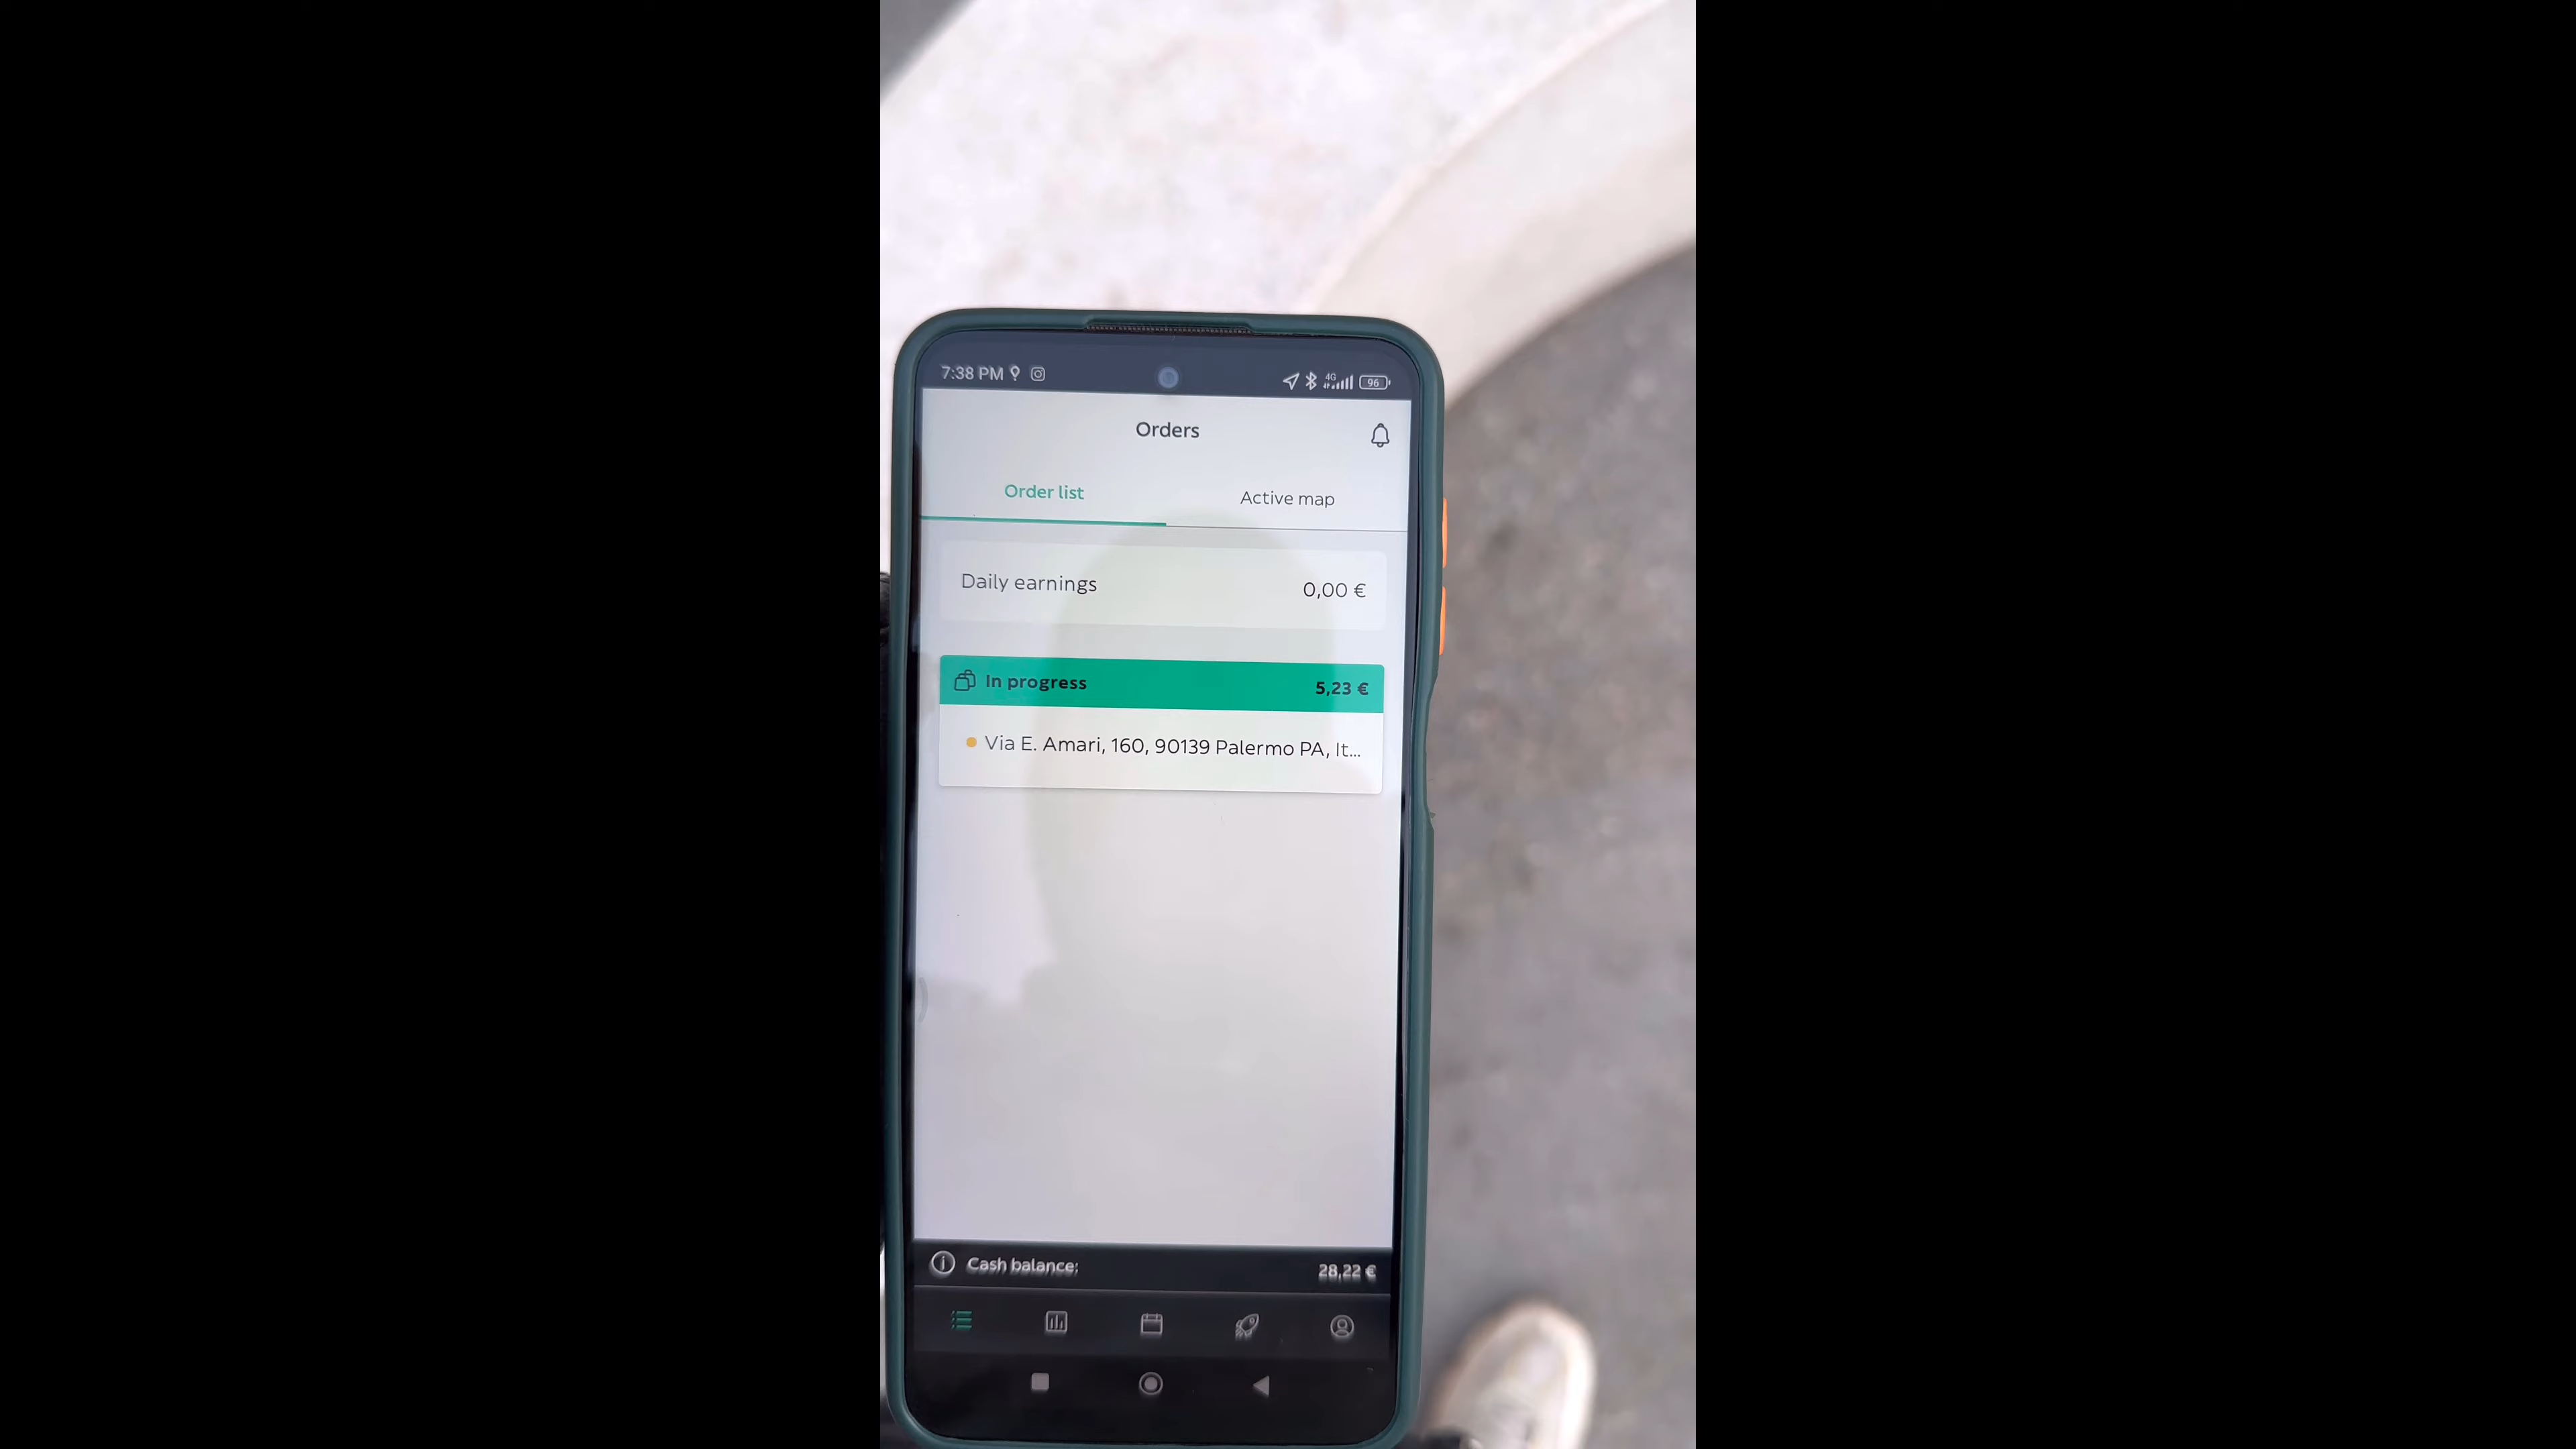 7:38 PM
4G
96
Orders
Order list
Active map
Daily earnings
0,00 €
In progress
5,23 €
Via E. Amari, 160, 90139 Palermo PA, It...
Cash balance:
28,22 €